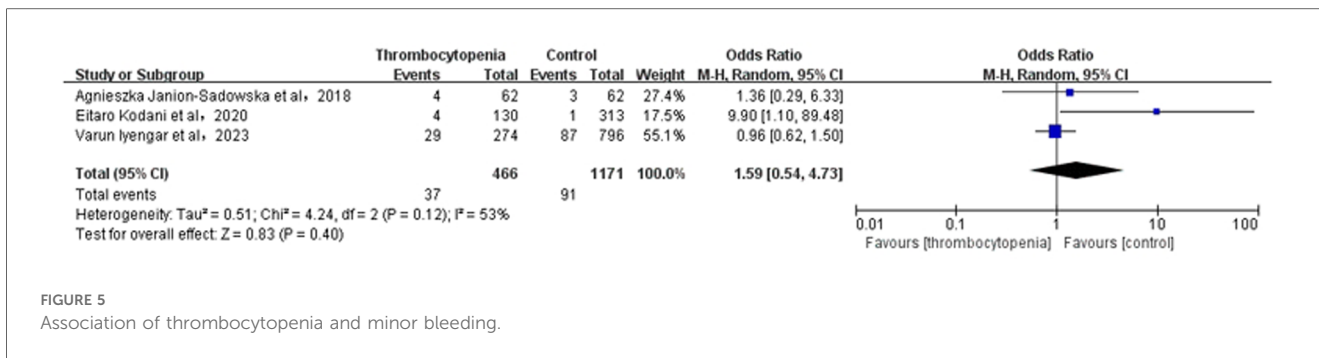 Thrombocytopenia Control Odds Ratio Odds Ratio
Study or Subgroup Events Total Events Total Weight M-H, Random, 95% CI M-H, Random, 95% CI
Agnieszka Janion-Sadowska et al，2018 4 62 3 62 27.4% 1.36 [0.29, 6.33]
Eitaro Kodani et al，2020 4 130 1 313 17.5% 9.90 [1.10, 89.48]
Varun Iyengar et al，2023 29 274 87 796 55.1% 0.96 [0.62, 1.50]
Total (95% CI) 466 1171 100.0% 1.59 [0.54, 4.73]
Total events 37 91
Heterogeneity: Tau² = 0.51; Chi² = 4.24, df = 2 (P = 0.12); I² = 53%
Test for overall effect: Z = 0.83 (P = 0.40)
0.01 0.1 1 10 100
Favours [thrombocytopenia] Favours [control]
FIGURE 5
Association of thrombocytopenia and minor bleeding.